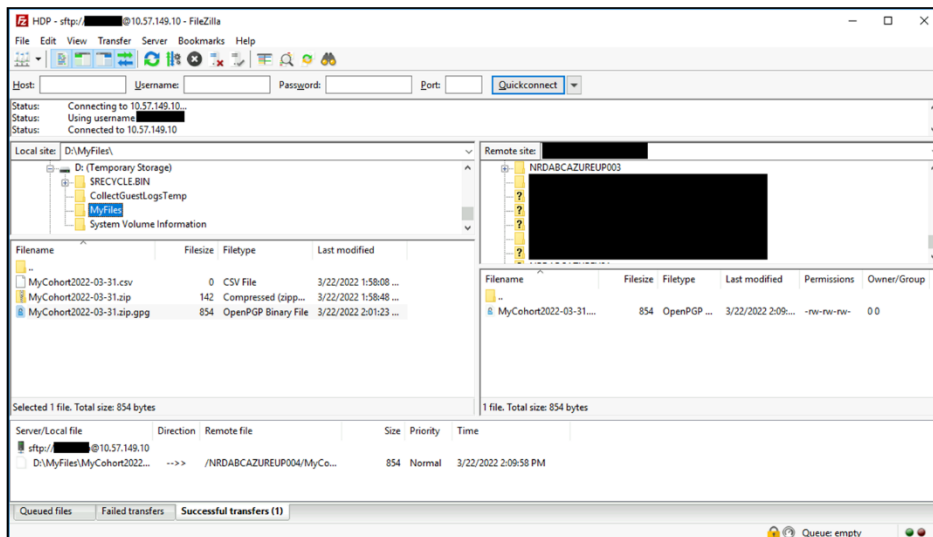 HDP - sftp:// @10.57.149.10 - FileZilla
File Edit View Transfer Server Bookmarks Help
Host: Username: Password: Port: Quickconnect
Status: Connecting to 10.57.149.10...
Status: Using username
Status: Connected to 10.57.149.10
Local site: D:\MyFiles\
D: (Temporary Storage)
$RECYCLE.BIN
CollectGuestLogsTemp
MyFiles
System Volume Information
Remote site:
NRDABCAZUREUP003
?
?
?
?
Filename Filesize Filetype Last modified
..
MyCohort2022-03-31.csv 0 CSV File 3/22/2022 1:58:08 ...
MyCohort2022-03-31.zip 142 Compressed (zipp... 3/22/2022 1:58:48 ...
MyCohort2022-03-31.zip.gpg 854 OpenPGP Binary File 3/22/2022 2:01:23 ...
Selected 1 file. Total size: 854 bytes
Filename Filesize Filetype Last modified Permissions Owner/Group
..
MyCohort2022-03-31.... 854 OpenPGP ... 3/22/2022 2:09:... -rw-rw-rw- 0 0
1 file. Total size: 854 bytes
Server/Local file Direction Remote file Size Priority Time
sftp:// @10.57.149.10
D:\MyFiles\MyCohort2022... -->> /NRDABCAZUREUP004/MyCo... 854 Normal 3/22/2022 2:09:58 PM
Queued files Failed transfers Successful transfers (1)
Queue: empty